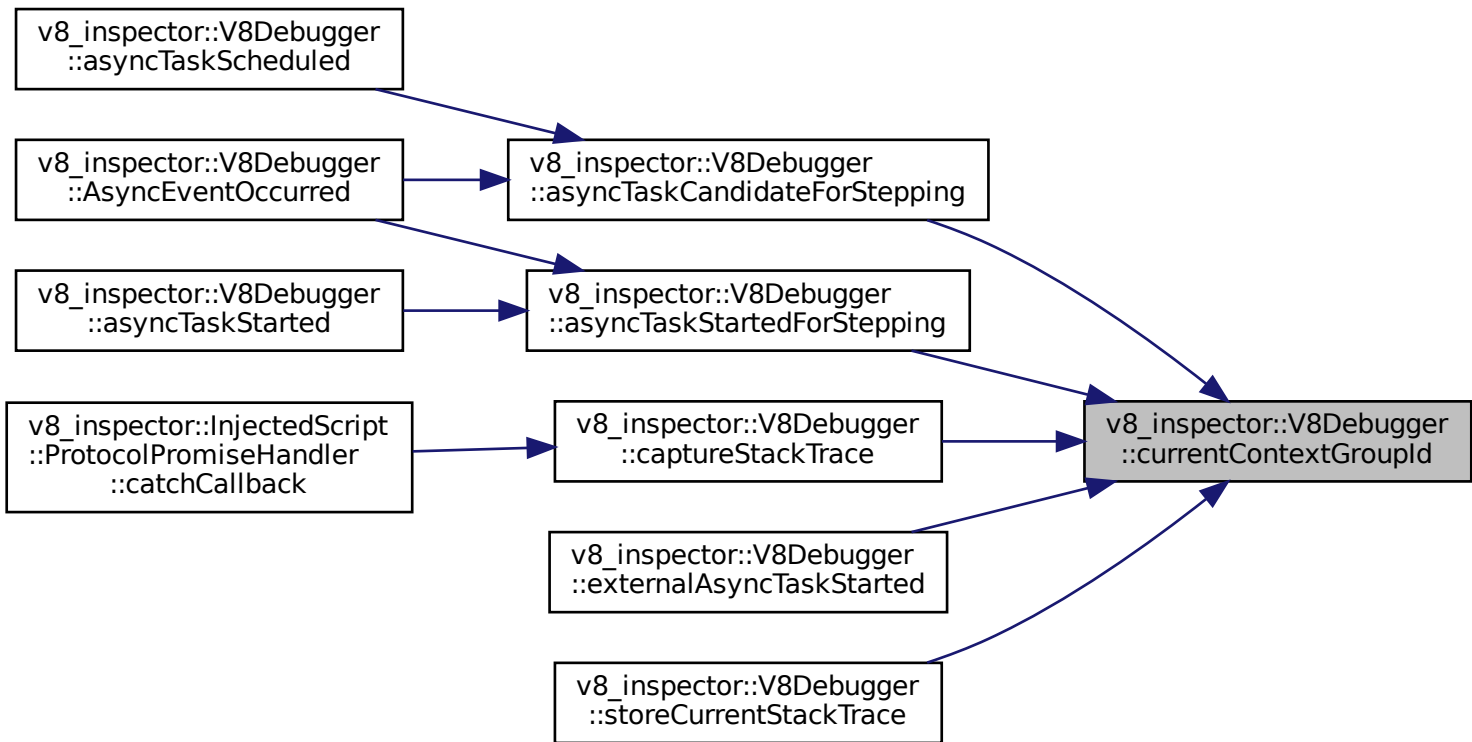 v8_inspector::V8Debugger
::asyncTaskScheduled
v8_inspector::V8Debugger
::AsyncEventOccurred
v8_inspector::V8Debugger
::asyncTaskStarted
v8_inspector::InjectedScript
::ProtocolPromiseHandler
::catchCallback
v8_inspector::V8Debugger
::asyncTaskCandidateForStepping
v8_inspector::V8Debugger
::asyncTaskStartedForStepping
v8_inspector::V8Debugger
::captureStackTrace
v8_inspector::V8Debugger
::externalAsyncTaskStarted
v8_inspector::V8Debugger
::storeCurrentStackTrace
v8_inspector::V8Debugger
::currentContextGroupId